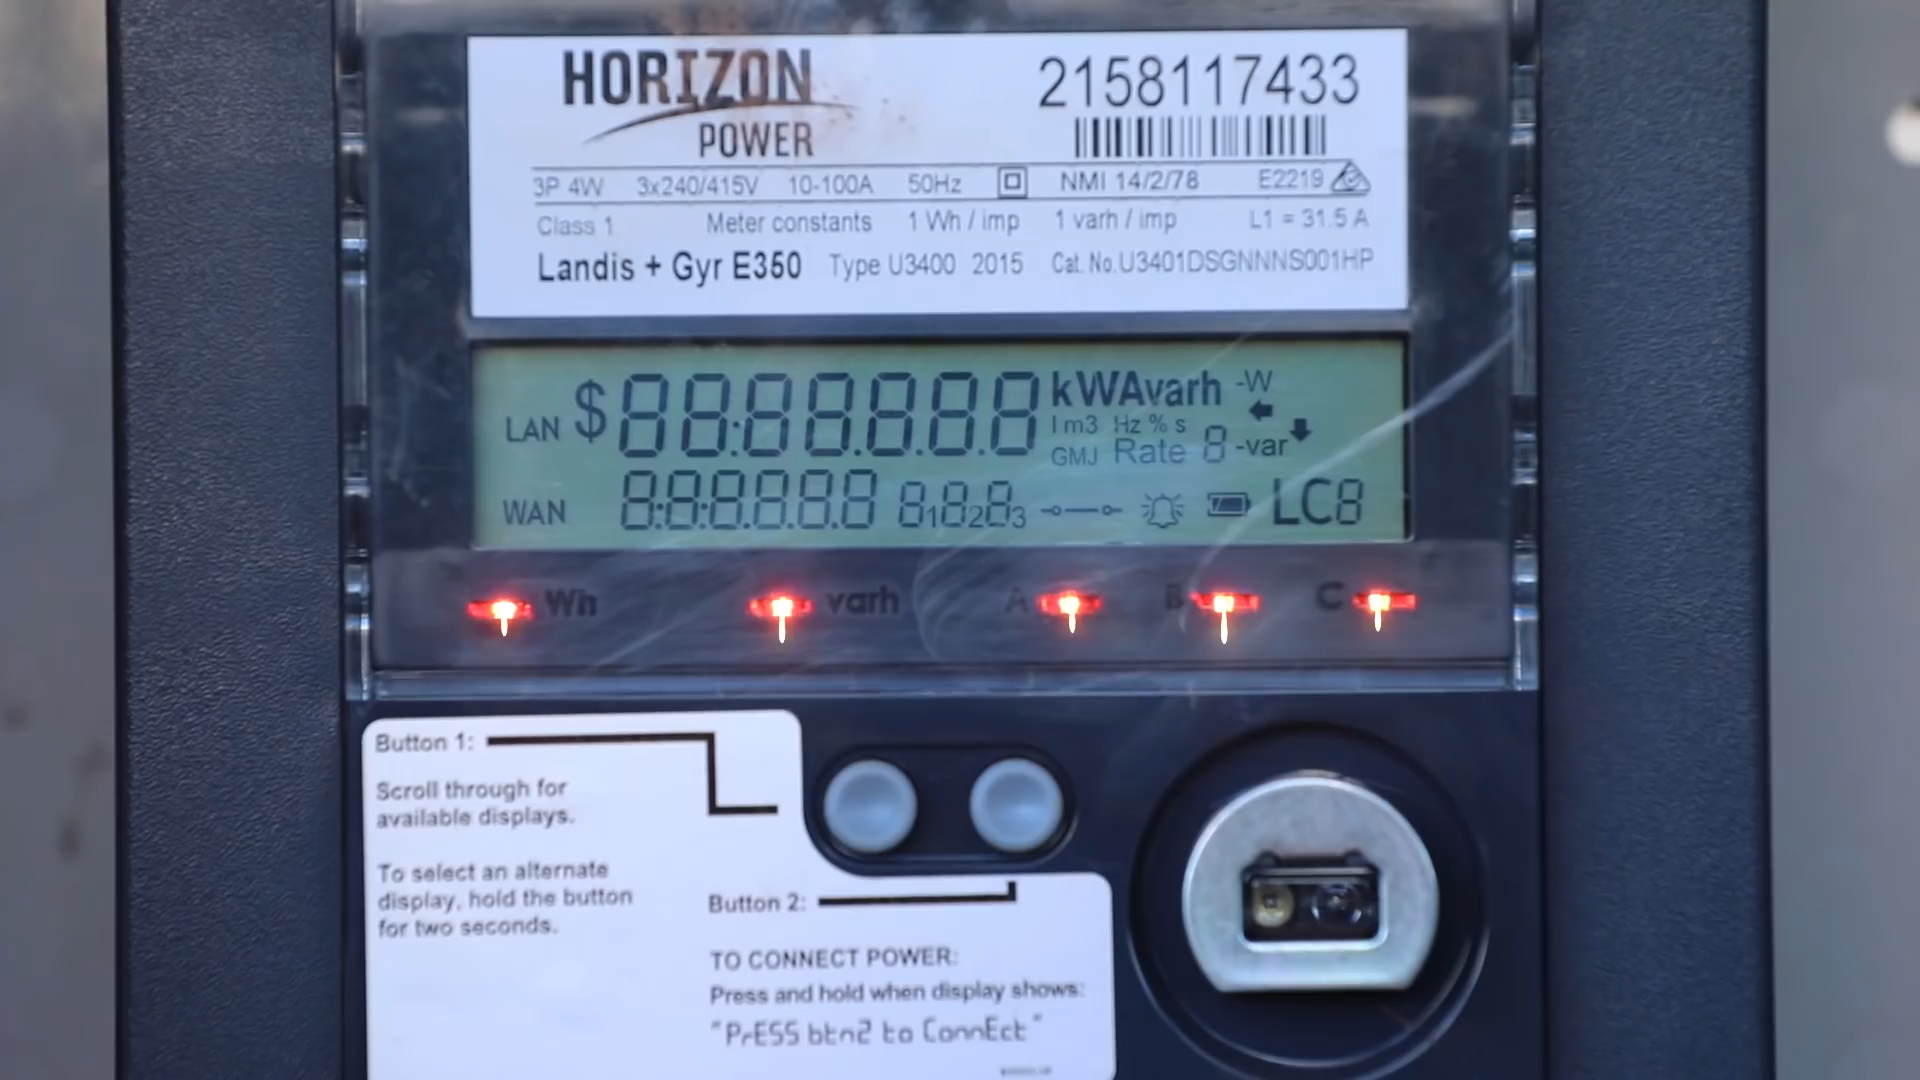 HORIZON
POWER
2158117433
3P 4W 3x240/415V 10-100A 50Hz NMI 14/2/78 E2219
Class 1 Meter constants 1 Wh / imp 1 varh / imp L1 = 31.5 A
Landis + Gyr E350 Type U3400 2015 Cat. No. U3401DSGNNNS001HP
LAN $ 88:88.8.8.8 kWAvarh -W
l m3 Hz % s
GMJ Rate 8 -var
WAN 8:8:8.8.8.8 818283 LC8
Wh varh A B C
Button 1:
Scroll through for
available displays.
To select an alternate
display, hold the button
for two seconds.
Button 2:
TO CONNECT POWER:
Press and hold when display shows:
"PrESS btn2 to ConnEct"